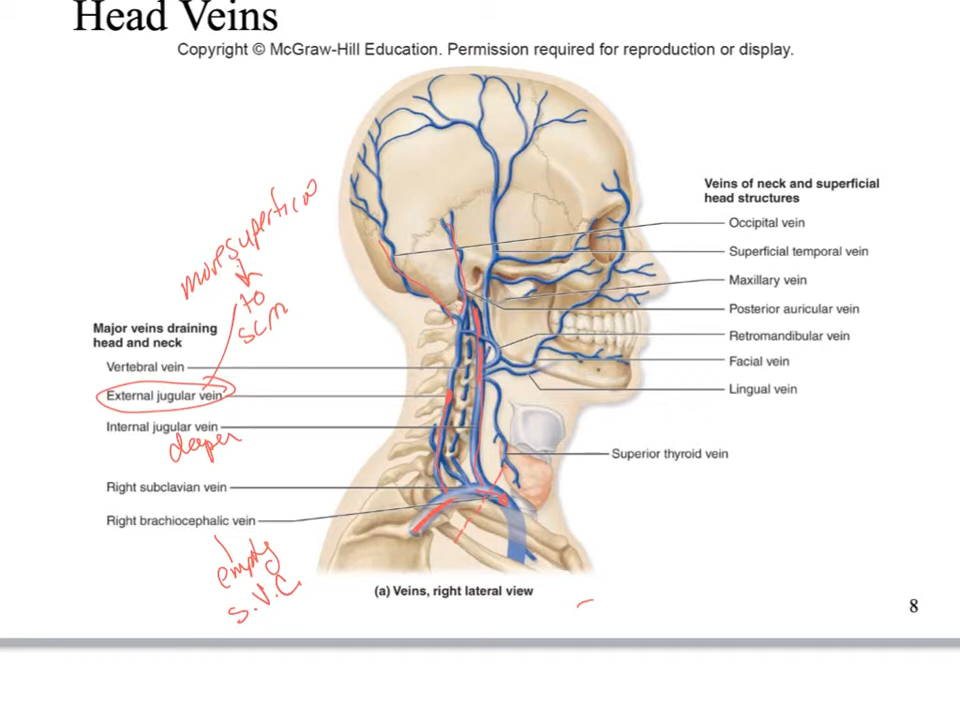 Head Veins
Copyright © McGraw-Hill Education. Permission required for reproduction or display.
more superficial
to
SCM
Major veins draining
head and neck
Vertebral vein
External jugular vein
Internal jugular vein
deeper
Right subclavian vein
Right brachiocephalic vein
empty
S.V.C
Veins of neck and superficial
head structures
Occipital vein
Superficial temporal vein
Maxillary vein
Posterior auricular vein
Retromandibular vein
Facial vein
Lingual vein
Superior thyroid vein
(a) Veins, right lateral view
8